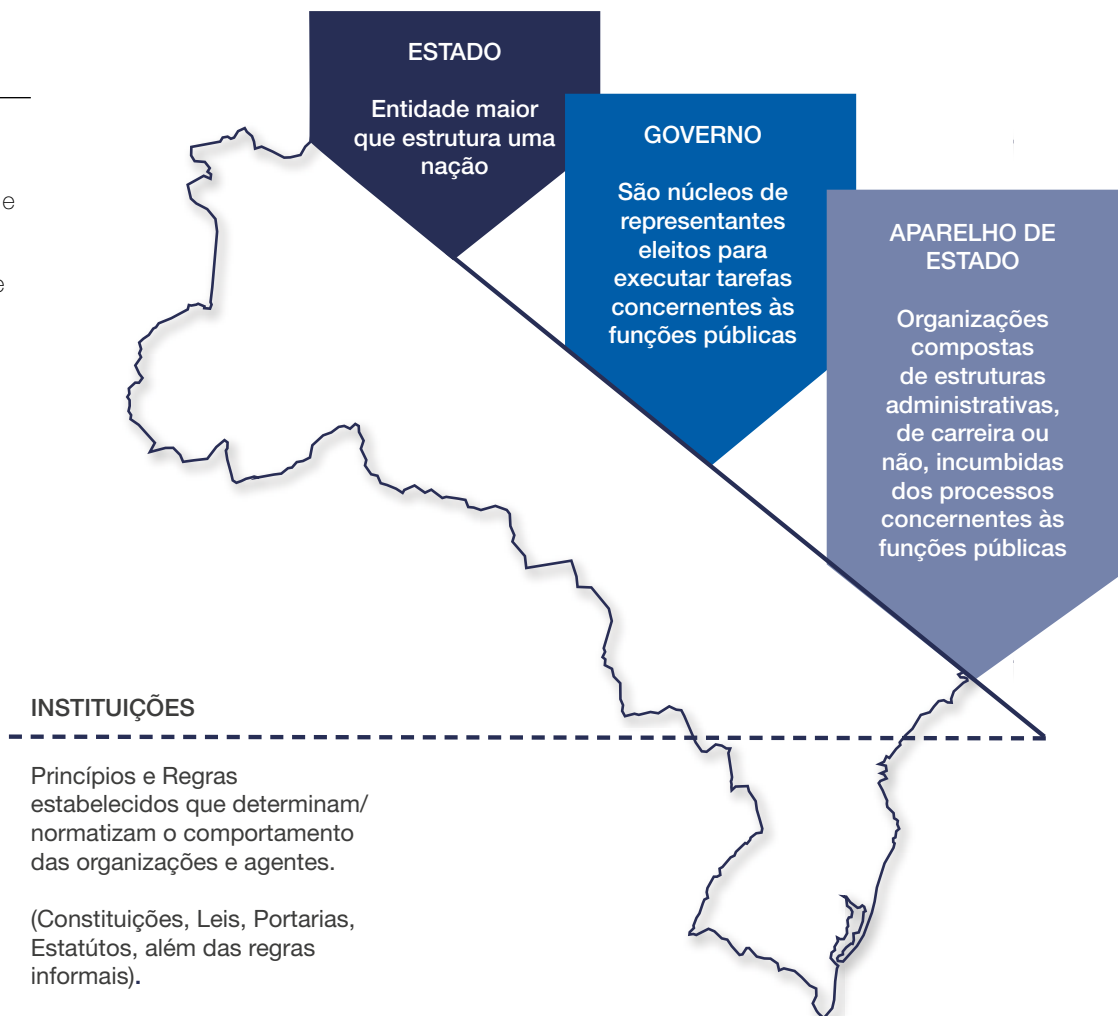 ESTADO
Entidade maior
que estrutura uma
nação
GOVERNO
São núcleos de
representantes
eleitos para
executar tarefas
concernentes às
funções públicas
APARELHO DE
ESTADO
Organizações
compostas
de estruturas
administrativas,
de carreira ou
não, incumbidas
dos processos
concernentes às
funções públicas
e
e
INSTITUIÇÕES
Princípios e Regras
estabelecidos que determinam/
normatizam o comportamento
das organizações e agentes.
(Constituições, Leis, Portarias,
Estatútos, além das regras
informais).